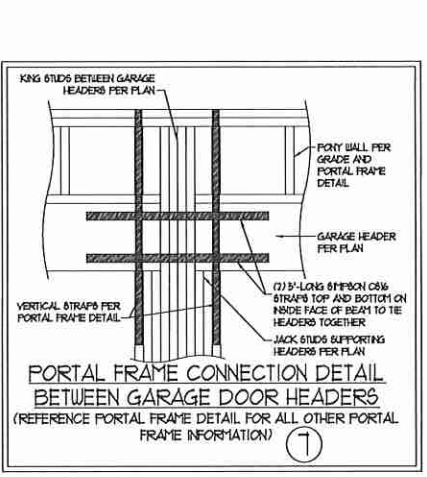 KING STUDS BETWEEN GARAGE
HEADERS PER PLAN
PONY WALL PER
GRADE AND
PORTAL FRAME
DETAIL
GARAGE HEADER
PER PLAN
VERTICAL STRAPS PER
PORTAL FRAME DETAIL
(2) 5'-LONG SIMPSON CS16
STRAPS TOP AND BOTTOM ON
INSIDE FACE OF BEAM TO TIE
HEADERS TOGETHER
JACK STUDS SUPPORTING
HEADERS PER PLAN
PORTAL FRAME CONNECTION DETAIL
BETWEEN GARAGE DOOR HEADERS
(REFERENCE PORTAL FRAME DETAIL FOR ALL OTHER PORTAL
FRAME INFORMATION)
7